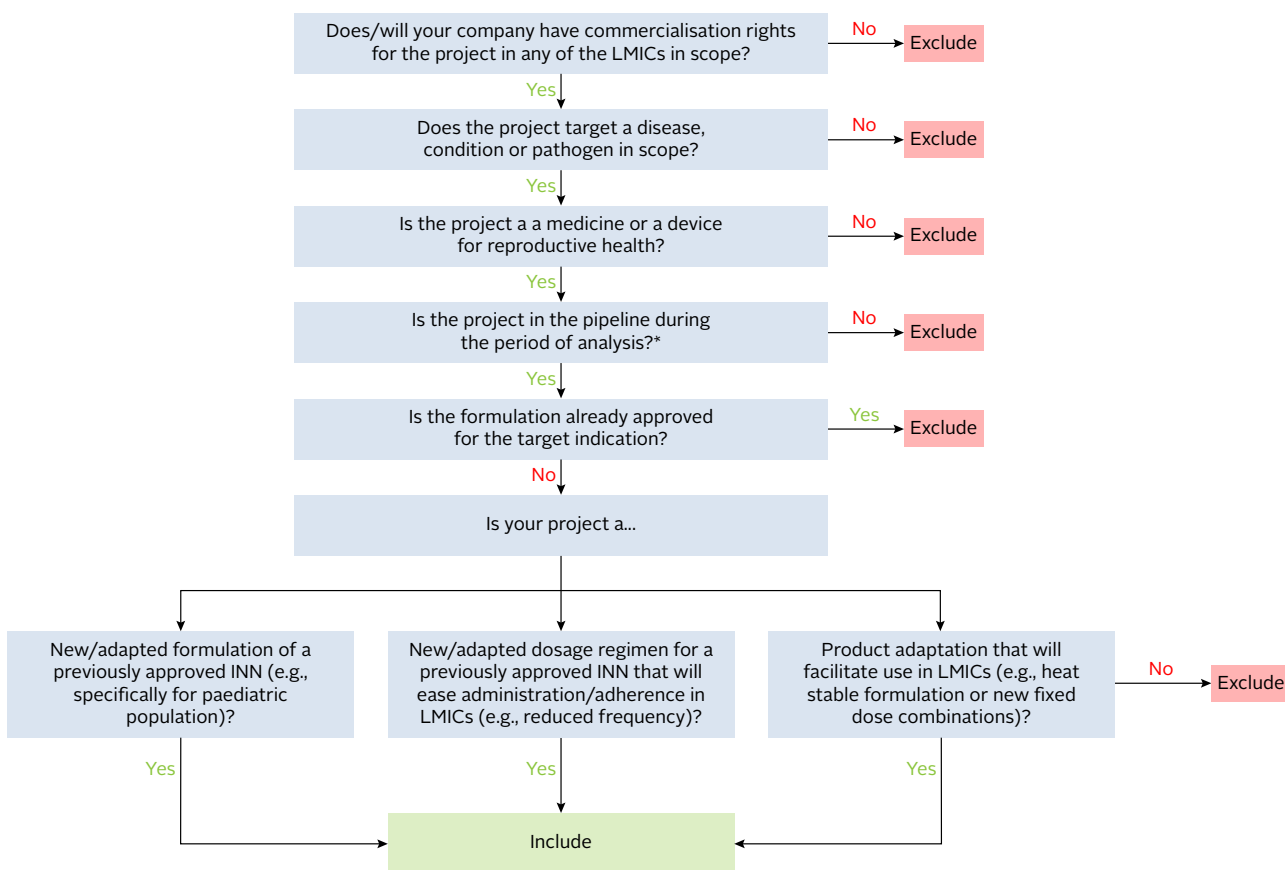 Does/will your company have commercialisation rights
for the project in any of the LMICs in scope?
No
Exclude
Yes
Does the project target a disease,
condition or pathogen in scope?
No
Exclude
Yes
Is the project a a medicine or a device
for reproductive health?
No
Exclude
Yes
Is the project in the pipeline during
the period of analysis?*
No
Exclude
Yes
Is the formulation already approved
for the target indication?
Yes
Exclude
No
Is your project a...
New/adapted formulation of a
previously approved INN (e.g.,
specifically for paediatric
population)?
New/adapted dosage regimen for a
previously approved INN that will
ease administration/adherence in
LMICs (e.g., reduced frequency)?
Product adaptation that will
facilitate use in LMICs (e.g., heat
stable formulation or new fixed
dose combinations)?
No
Exclude
Yes
Yes
Yes
Include